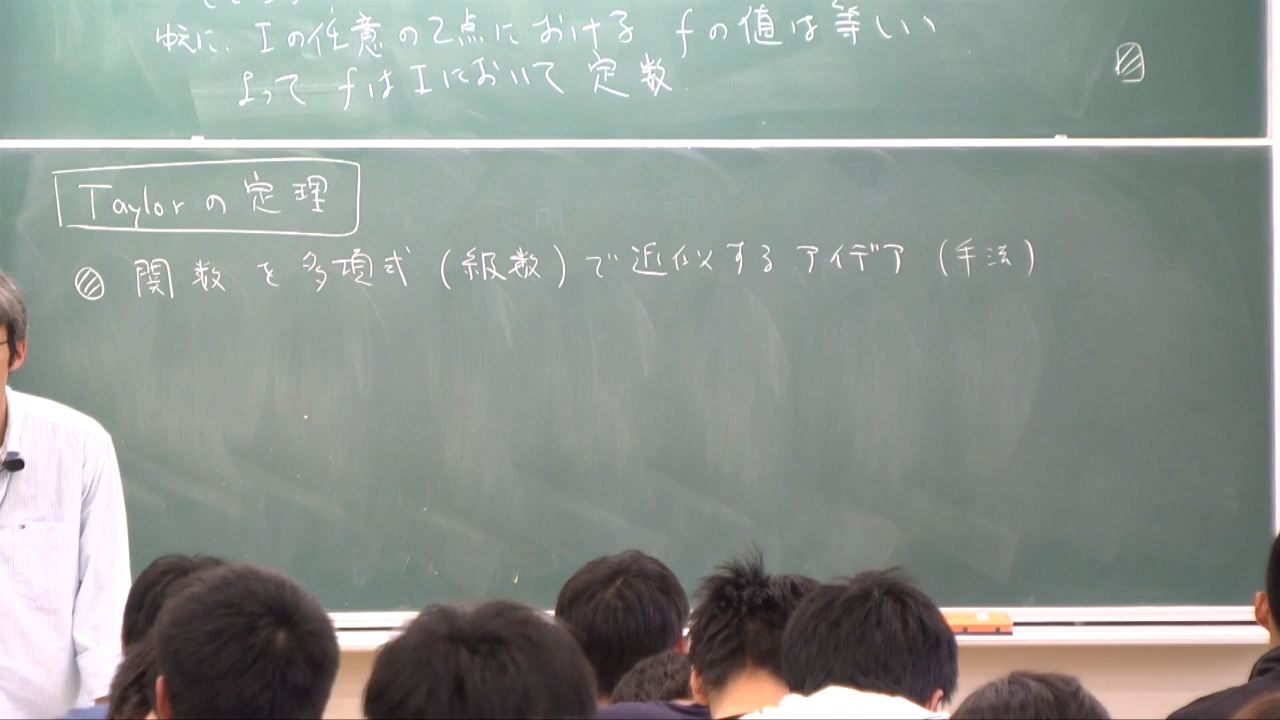 ゆえに、Iの任意の2点における fの値は等しい
よって fはIにおいて定数
Taylorの定理
関数を多項式(級数)で近似するアイデア(手法)